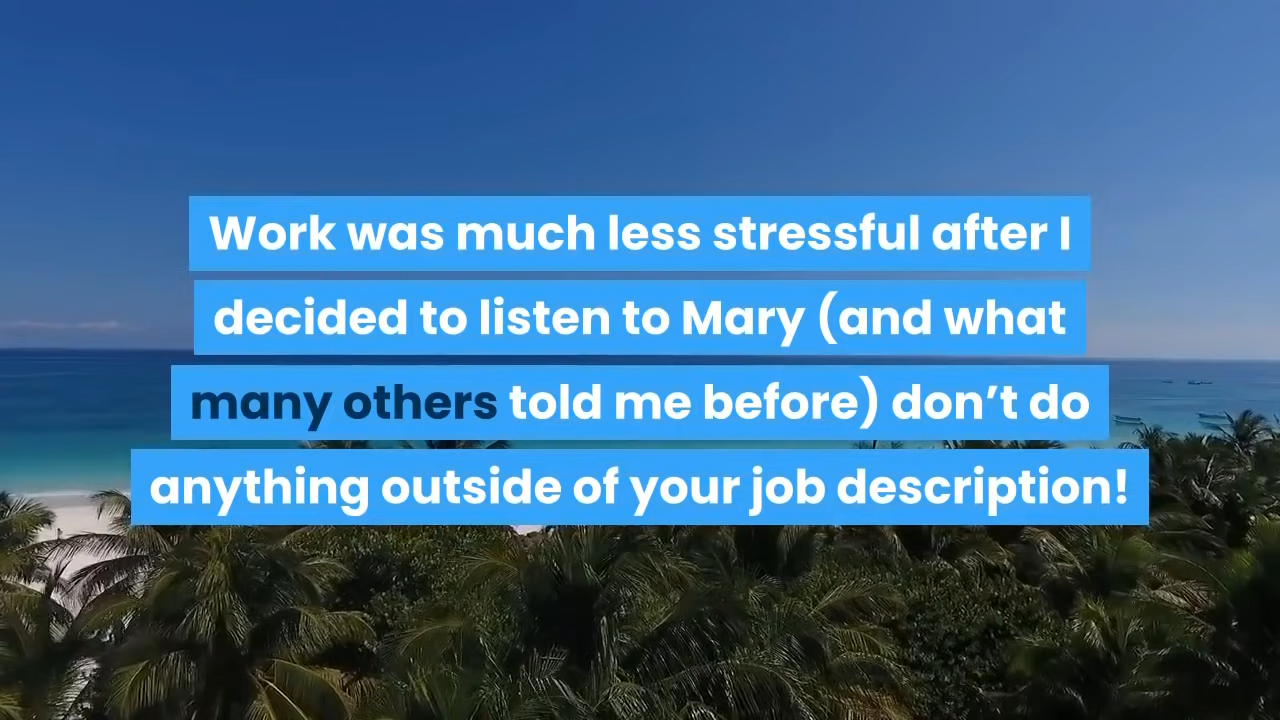 Work was much less stressful after I
decided to listen to Mary (and what
many others told me before) don’t do
anything outside of your job description!